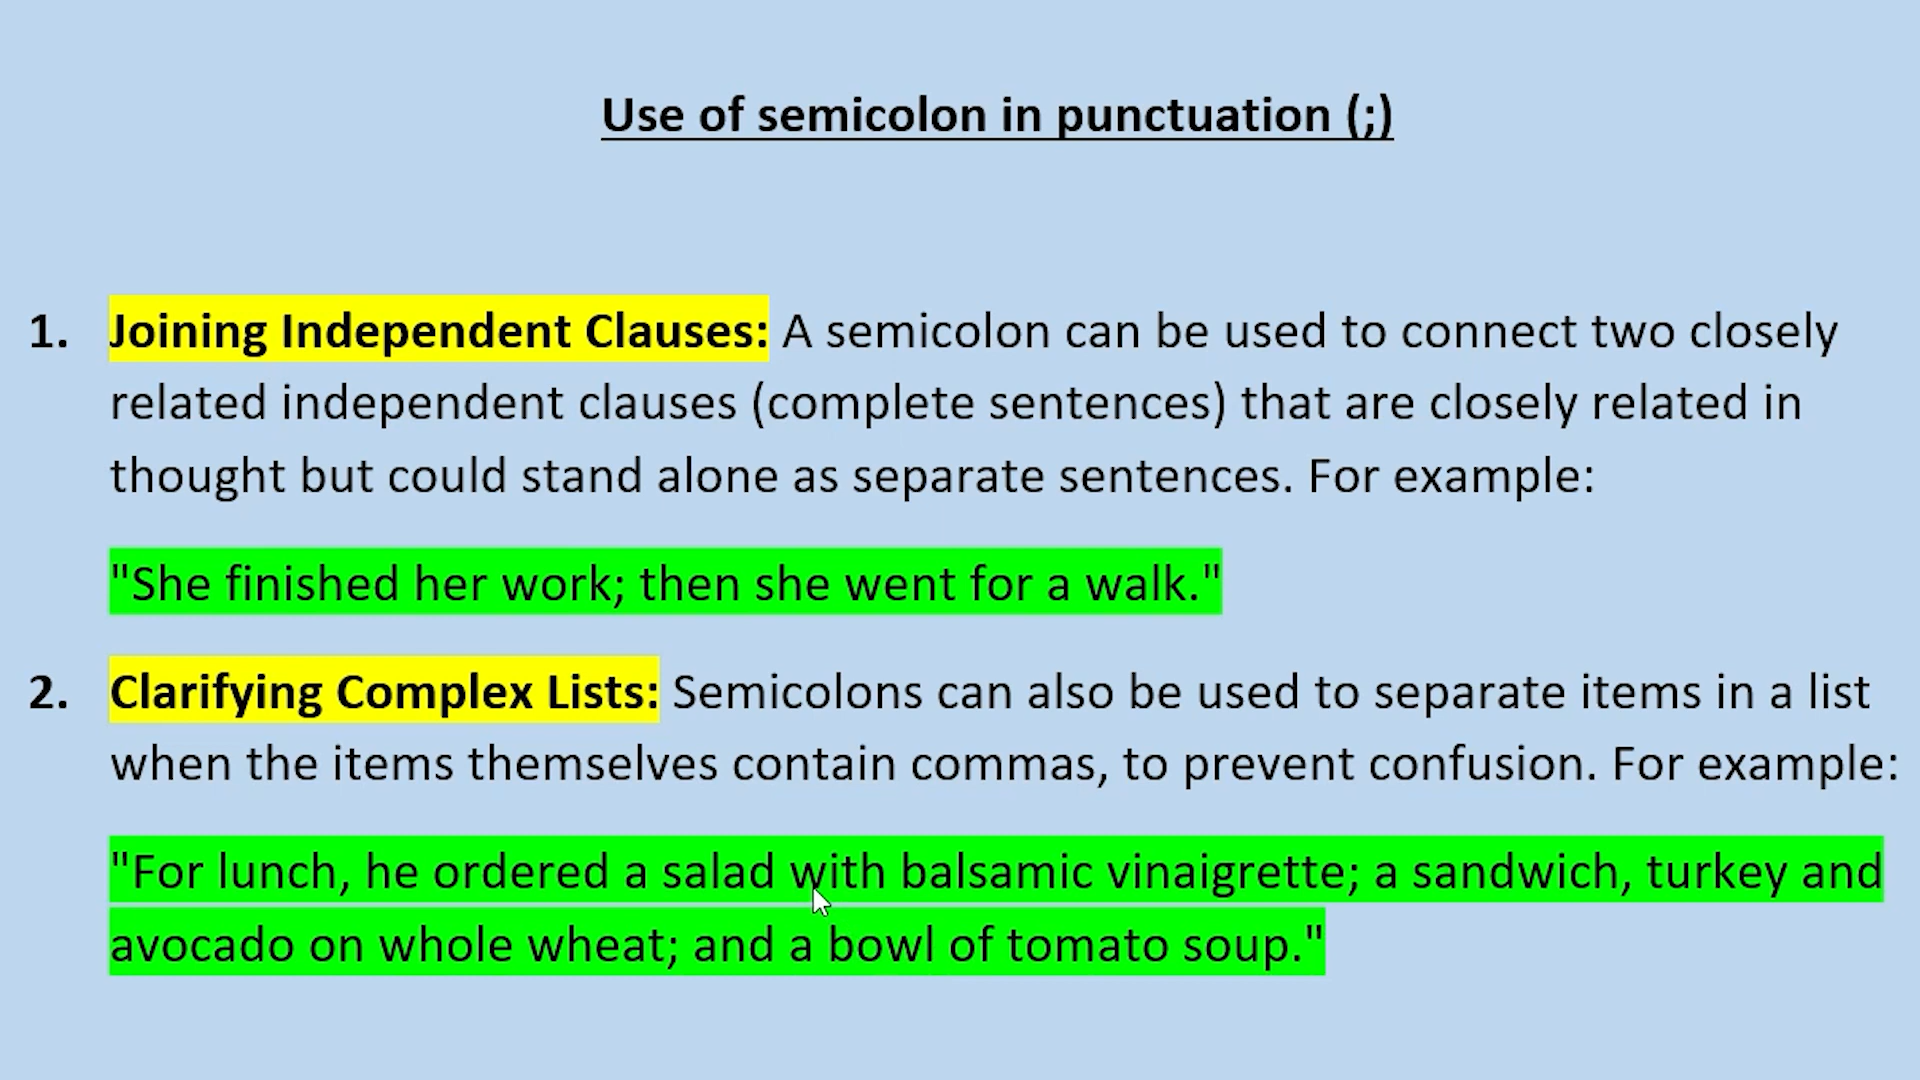 Use of semicolon in punctuation (;)
1. Joining Independent Clauses: A semicolon can be used to connect two closely
related independent clauses (complete sentences) that are closely related in
thought but could stand alone as separate sentences. For example:
"She finished her work; then she went for a walk."
2. Clarifying Complex Lists: Semicolons can also be used to separate items in a list
when the items themselves contain commas, to prevent confusion. For example:
"For lunch, he ordered a salad with balsamic vinaigrette; a sandwich, turkey and
avocado on whole wheat; and a bowl of tomato soup."